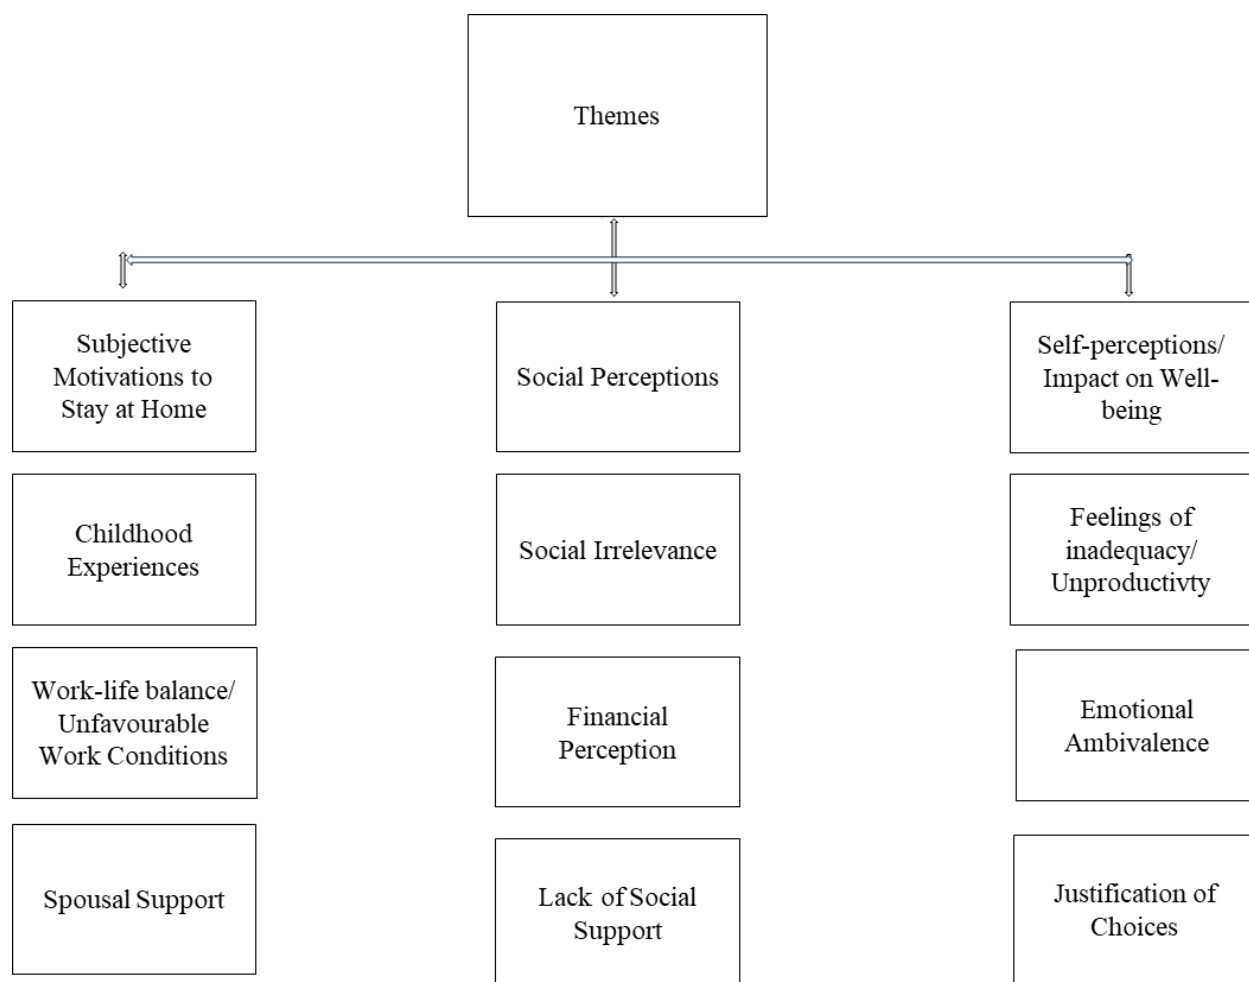 Themes
Subjective
Motivations to
Stay at Home
Social Perceptions
Self-perceptions/
Impact on Well-
being
Childhood
Experiences
Social Irrelevance
Feelings of
inadequacy/
Unproductivty
Work-life balance/
Unfavourable
Work Conditions
Financial
Perception
Emotional
Ambivalence
Spousal Support
Lack of Social
Support
Justification of
Choices